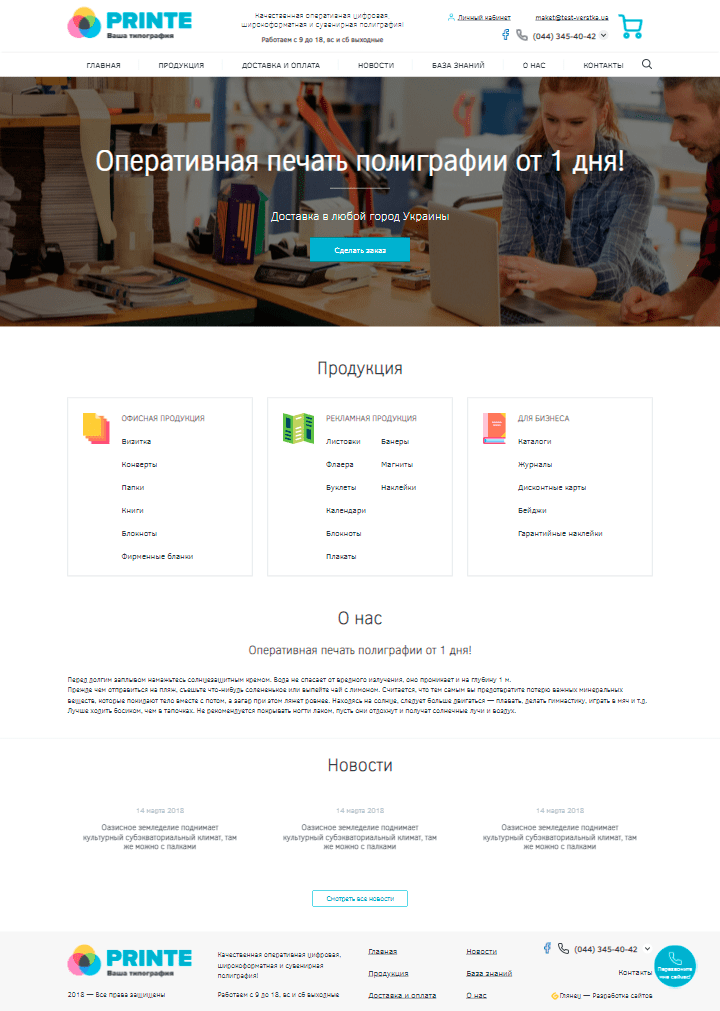 PRINTE
Ваша типография
Качественная оперативная цифровая,
широкоформатная и сувенирная полиграфия!
Работаем с 9 до 18, вс и сб выходные
Личный кабинет
maket@test-verstka.ua
(044) 345-40-42
ГЛАВНАЯ
ПРОДУКЦИЯ
ДОСТАВКА И ОПЛАТА
НОВОСТИ
БАЗА ЗНАНИЙ
О НАС
КОНТАКТЫ
Оперативная печать полиграфии от 1 дня!
Доставка в любой город Украины
Сделать заказ
Продукция
ОФИСНАЯ ПРОДУКЦИЯ
Визитка
Конверты
Папки
Книги
Блокноты
Фирменные бланки
РЕКЛАМНАЯ ПРОДУКЦИЯ
Листовки Банеры
Флаера Магниты
Буклеты Наклейки
Календари
Блокноты
Плакаты
ДЛЯ БИЗНЕСА
Каталоги
Журналы
Дисконтные карты
Бейджи
Гарантийные наклейки
О нас
Оперативная печать полиграфии от 1 дня!
Перед долгим заплывом намажьтесь солнцезащитным кремом. Вода не спасает от вредного излучения, оно проникает и на глубину 1 м.
Прежде чем отправиться на пляж, съешьте что-нибудь солененькое или выпейте чай с лимоном. Считается, что тем самым вы предотвратите потерю важных минеральных
веществ, которые покидают тело вместе с потом, а загар при этом ляжет ровнее. Находясь на солнце, следует больше двигаться — плавать, делать гимнастику, играть в мяч и т.д.
Лучше ходить босиком, чем в тапочках. Не рекомендуется покрывать ногти лаком, пусть они отдохнут и получат солнечные лучи и воздух.
Новости
14 марта 2018
Оазисное земледелие поднимает
культурный субэкваториальный климат, там
же можно с палками
14 марта 2018
Оазисное земледелие поднимает
культурный субэкваториальный климат, там
же можно с палками
14 марта 2018
Оазисное земледелие поднимает
культурный субэкваториальный климат, там
же можно с палками
Смотреть все новости
PRINTE
Ваша типография
2018 — Все права защищены
Качественная оперативная цифровая,
широкоформатная и сувенирная
полиграфия!
Работаем с 9 до 18, вс и сб выходные
Главная
Продукция
Доставка и оплата
Новости
База знаний
О нас
(044) 345-40-42
Контакты
Глянец — Разработка сайтов
Перезвоните
мне сейчас!